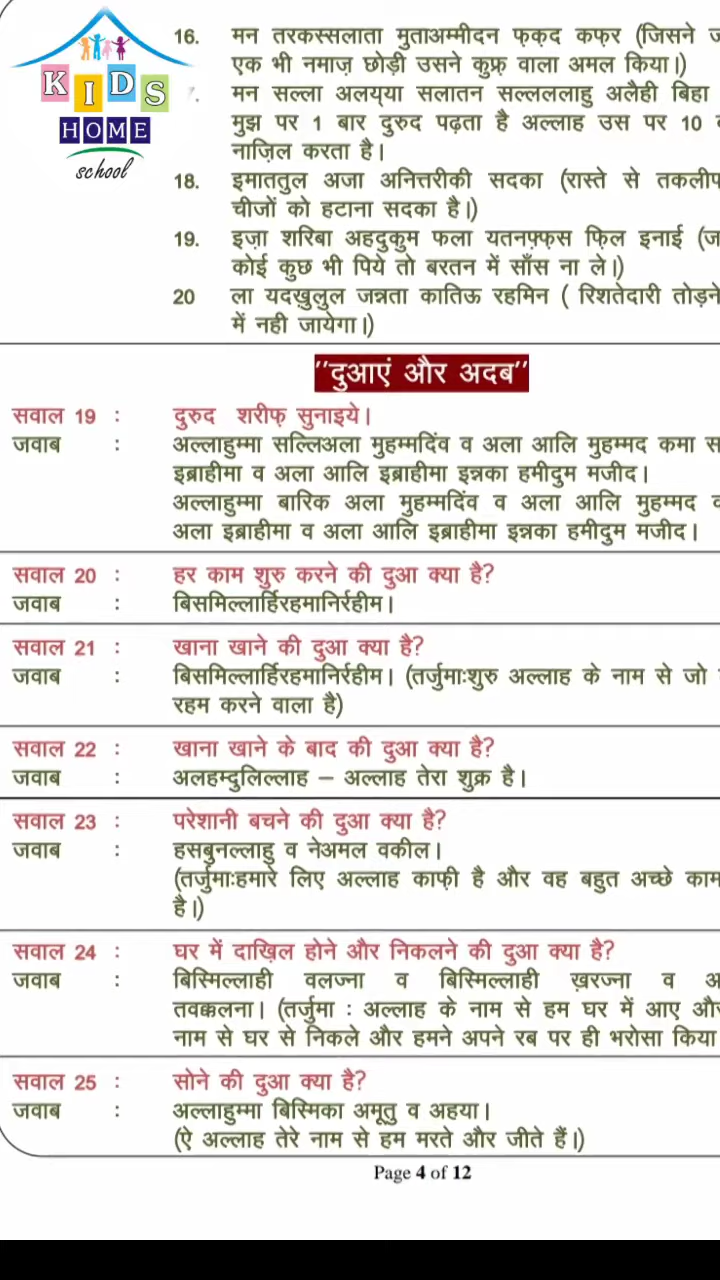 KIDS
HOME
school
16. मन तरकस्सलाता मुताअम्मीदन फ़क़द कफ़र (जिसने
एक भी नमाज़ छोड़ी उसने कुफ़्र वाला अमल किया।)
मन सल्ला अलय्या सलातन सल्लललाहु अलैही बिहा
मुझ पर 1 बार दुरुद पढ़ता है अल्लाह उस पर 10
नाज़िल करता है।
18. इमाततुल अजा अनित्तरीकी सदका (रास्ते से तकलीफ
चीजों को हटाना सदका है।)
19. इज़ा शरिबा अहदुकुम फला यतनफ़्फ़स फ़िल इनाई
कोई कुछ भी पिये तो बरतन में साँस ना ले।)
20 ला यदख़ुलुल जन्नता कातिऊ रहमिन ( रिशतेदारी तोड़ने
में नही जायेगा।)
''दुआएं और अदब''
सवाल 19 : दुरुद शरीफ़ सुनाइये।
जवाब : अल्लाहुम्मा सल्लिअला मुहम्मदिंव व अला आलि मुहम्मद कमा
इब्राहीमा व अला आलि इब्राहीमा इन्नका हमीदुम मजीद।
अल्लाहुम्मा बारिक अला मुहम्मदिंव व अला आलि मुहम्मद
अला इब्राहीमा व अला आलि इब्राहीमा इन्नका हमीदुम मजीद।
सवाल 20 : हर काम शुरु करने की दुआ क्या है?
जवाब : बिसमिल्लार्हिरहमानिर्रहीम।
सवाल 21 : खाना खाने की दुआ क्या है?
जवाब : बिसमिल्लार्हिरहमानिर्रहीम। (तर्जुमाःशुरु अल्लाह के नाम से जो
रहम करने वाला है)
सवाल 22 : खाना खाने के बाद की दुआ क्या है?
जवाब : अलहम्दुलिल्लाह – अल्लाह तेरा शुक्र है।
सवाल 23 : परेशानी बचने की दुआ क्या है?
जवाब : हसबुनल्लाहु व नेअमल वकील।
(तर्जुमाःहमारे लिए अल्लाह काफ़ी है और वह बहुत अच्छे काम
है।)
सवाल 24 : घर में दाख़िल होने और निकलने की दुआ क्या है?
जवाब : बिस्मिल्लाही वलज्ना व बिस्मिल्लाही ख़रज्ना व
तवक्कलना। (तर्जुमा : अल्लाह के नाम से हम घर में आए और
नाम से घर से निकले और हमने अपने रब पर ही भरोसा किया
सवाल 25 : सोने की दुआ क्या है?
जवाब : अल्लाहुम्मा बिस्मिका अमूतु व अहया।
(ऐ अल्लाह तेरे नाम से हम मरते और जीते हैं।)
Page 4 of 12